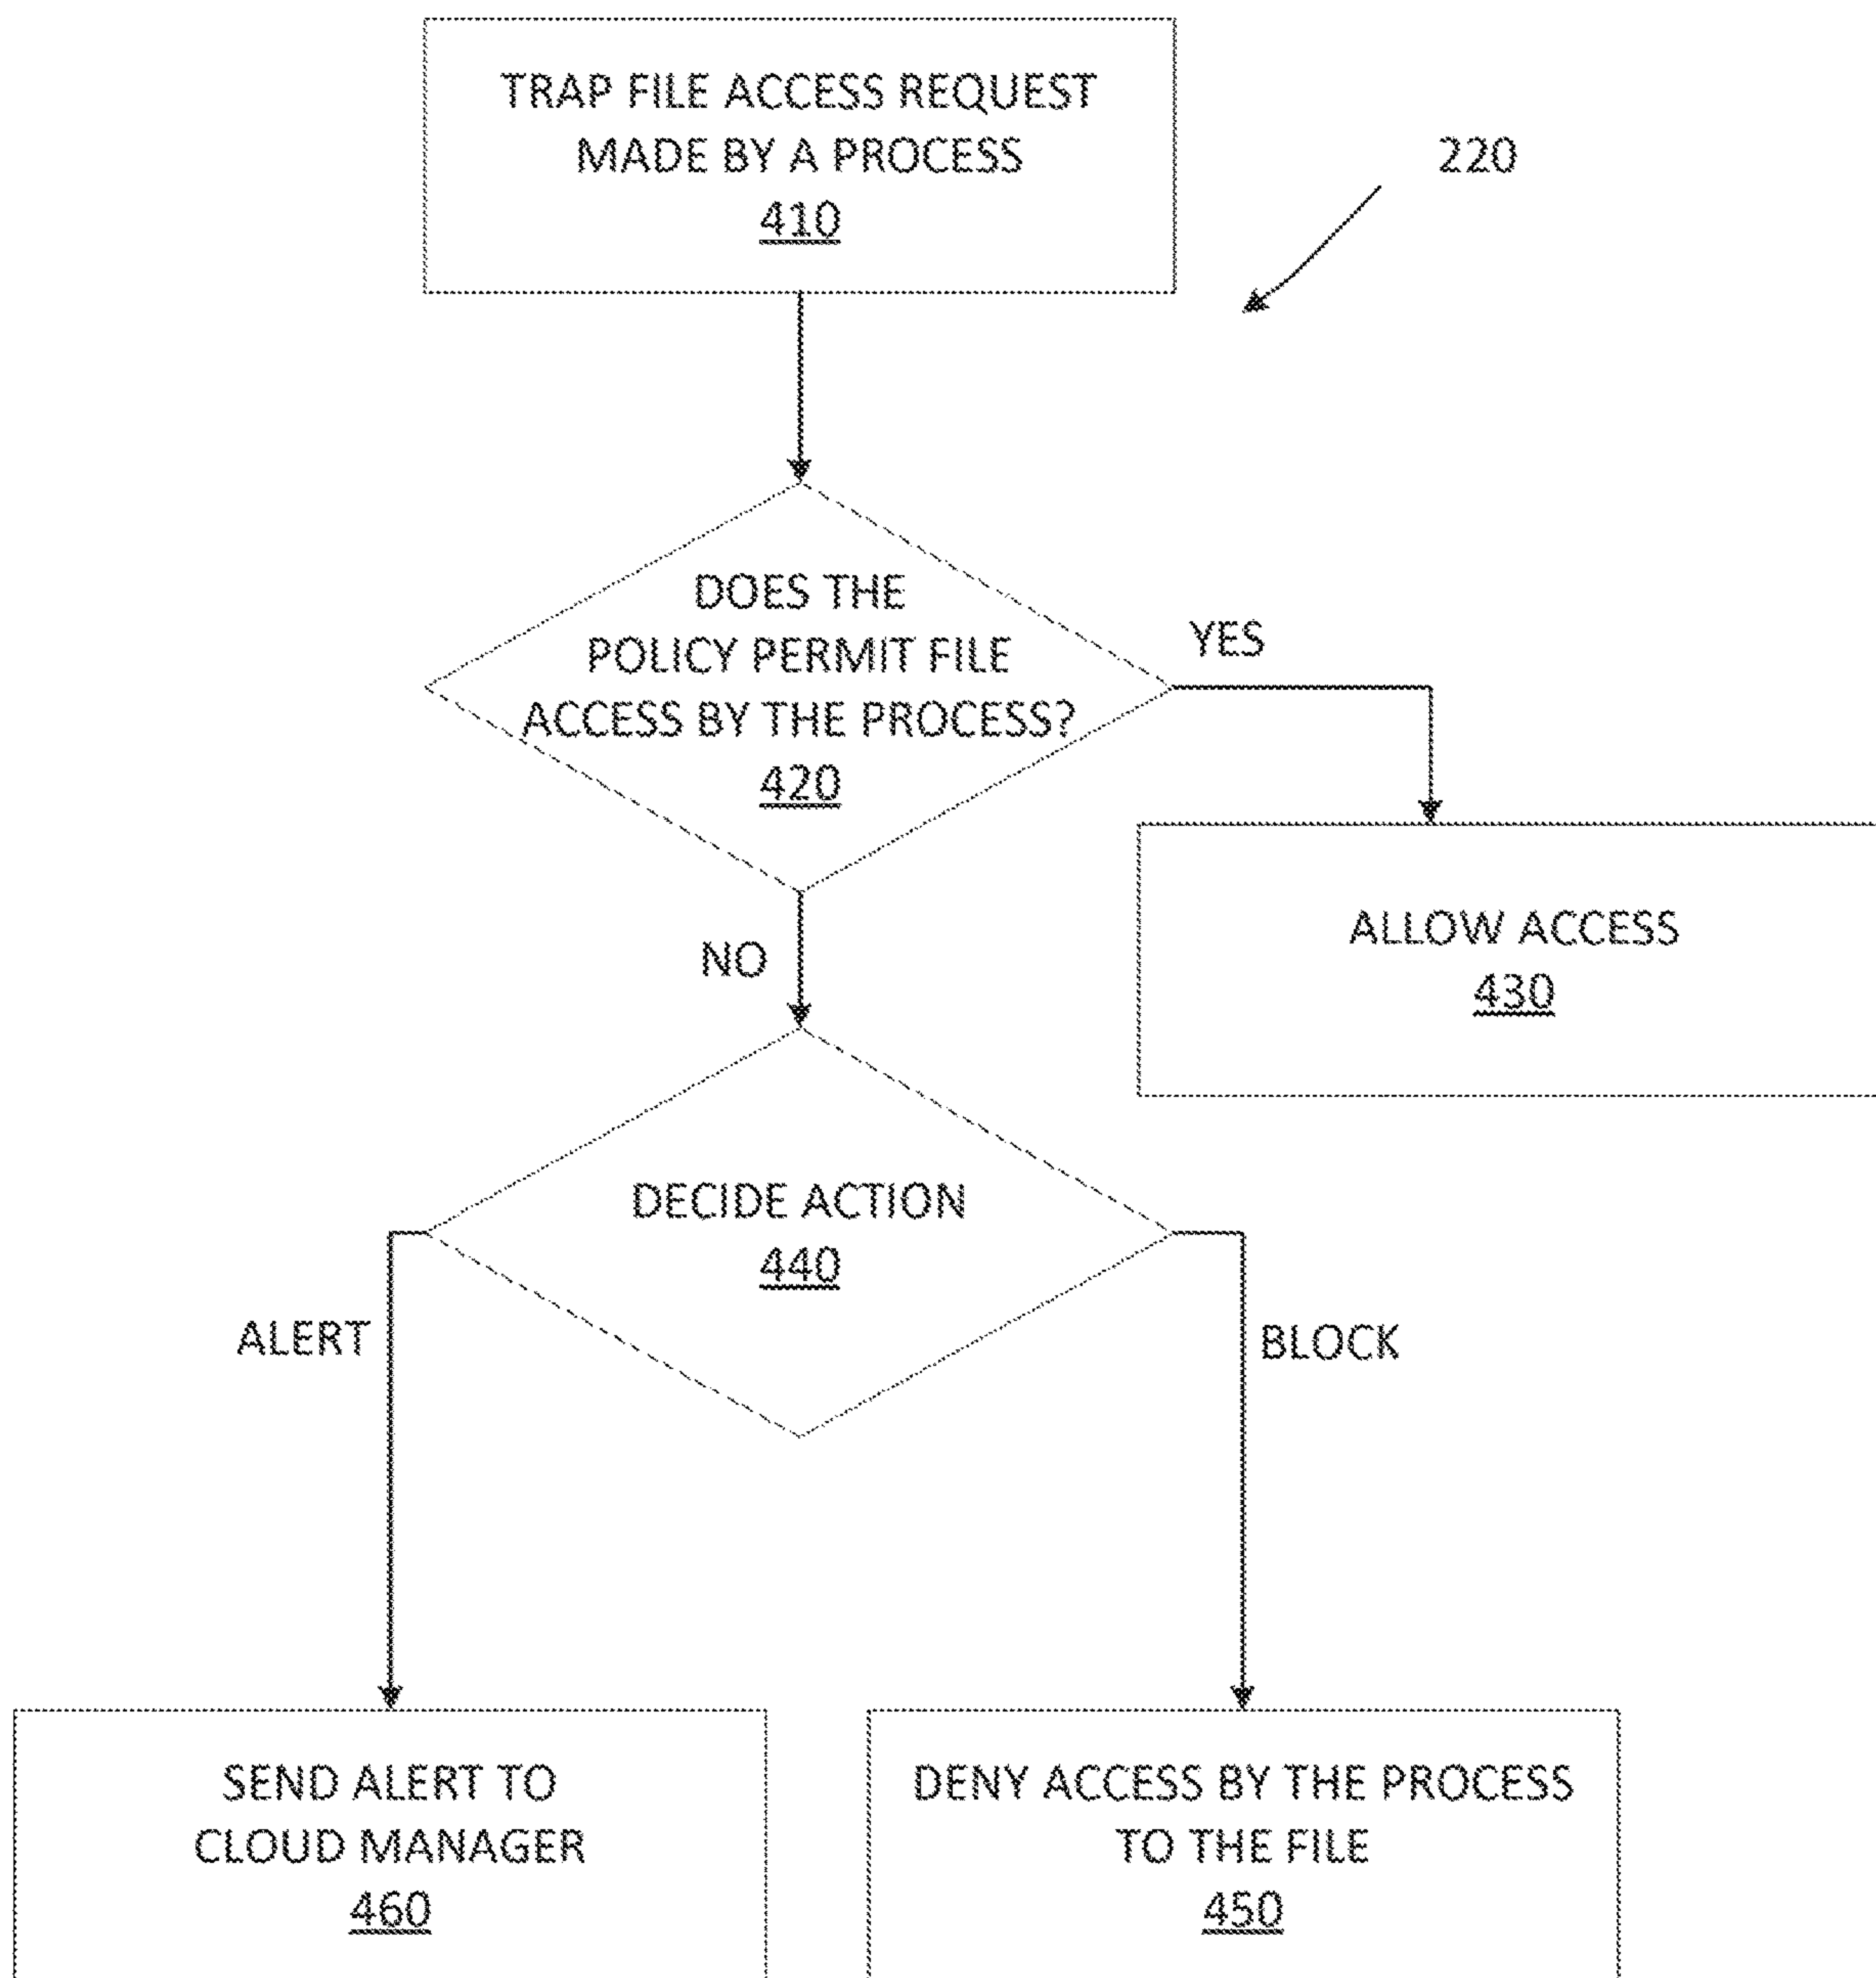 TRAP FILE ACCESS REQUEST
MADE BY A PROCESS
410
220
DOES THE
POLICY PERMIT FILE
ACCESS BY THE PROCESS?
420
YES
ALLOW ACCESS
430
NO
DECIDE ACTION
440
ALERT
BLOCK
SEND ALERT TO
CLOUD MANAGER
460
DENY ACCESS BY THE PROCESS
TO THE FILE
450